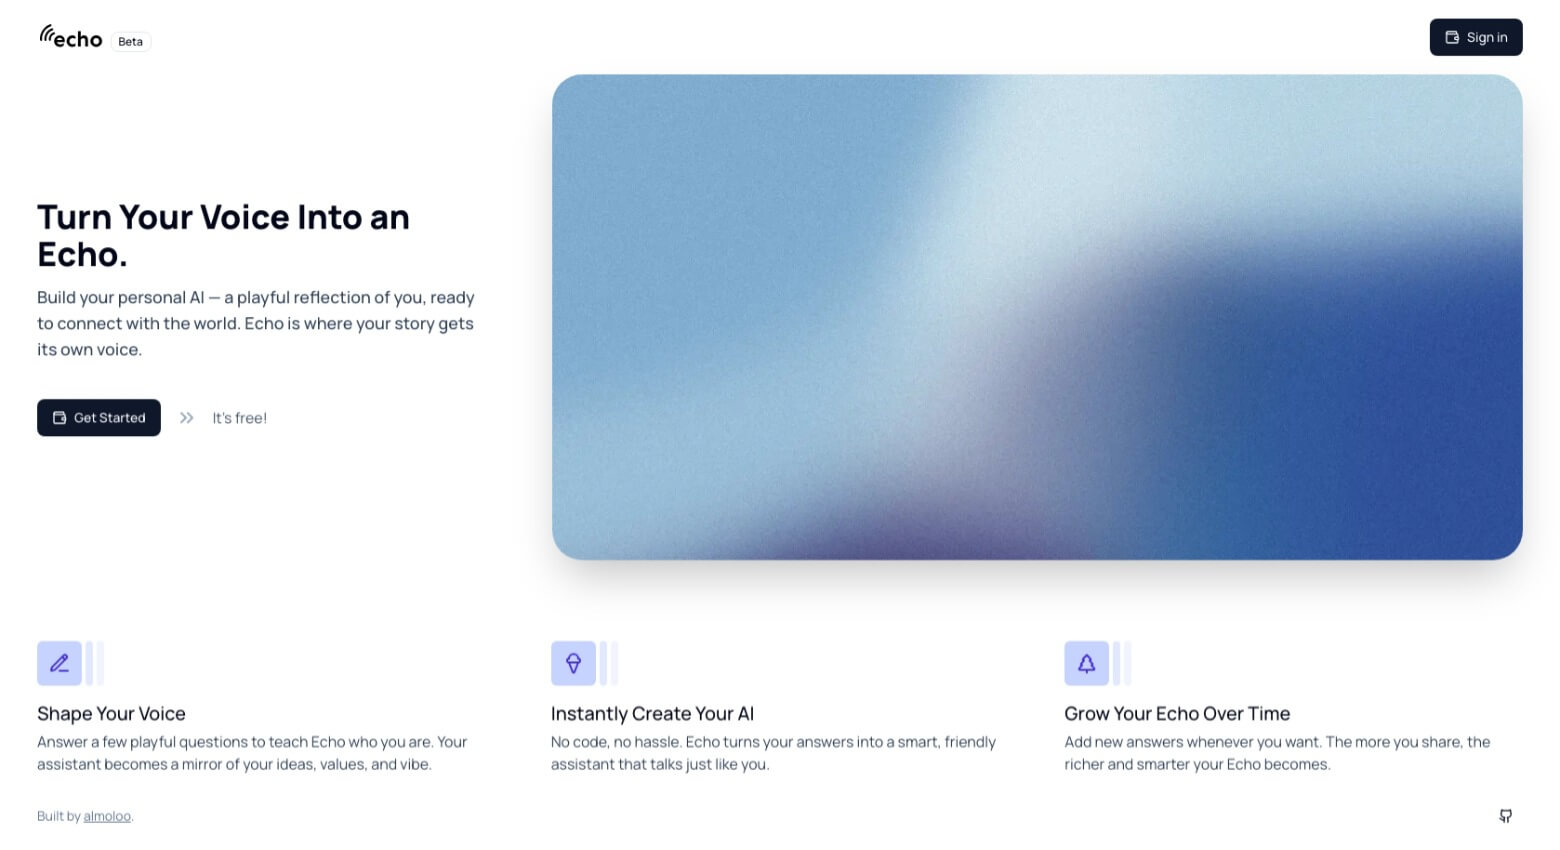 echo
Beta
Sign in
Turn Your Voice Into an
Echo.
Build your personal AI — a playful reflection of you, ready
to connect with the world. Echo is where your story gets
its own voice.
Get Started
It's free!
Shape Your Voice
Answer a few playful questions to teach Echo who you are. Your
assistant becomes a mirror of your ideas, values, and vibe.
Instantly Create Your AI
No code, no hassle. Echo turns your answers into a smart, friendly
assistant that talks just like you.
Grow Your Echo Over Time
Add new answers whenever you want. The more you share, the
richer and smarter your Echo becomes.
Built by almoloo.